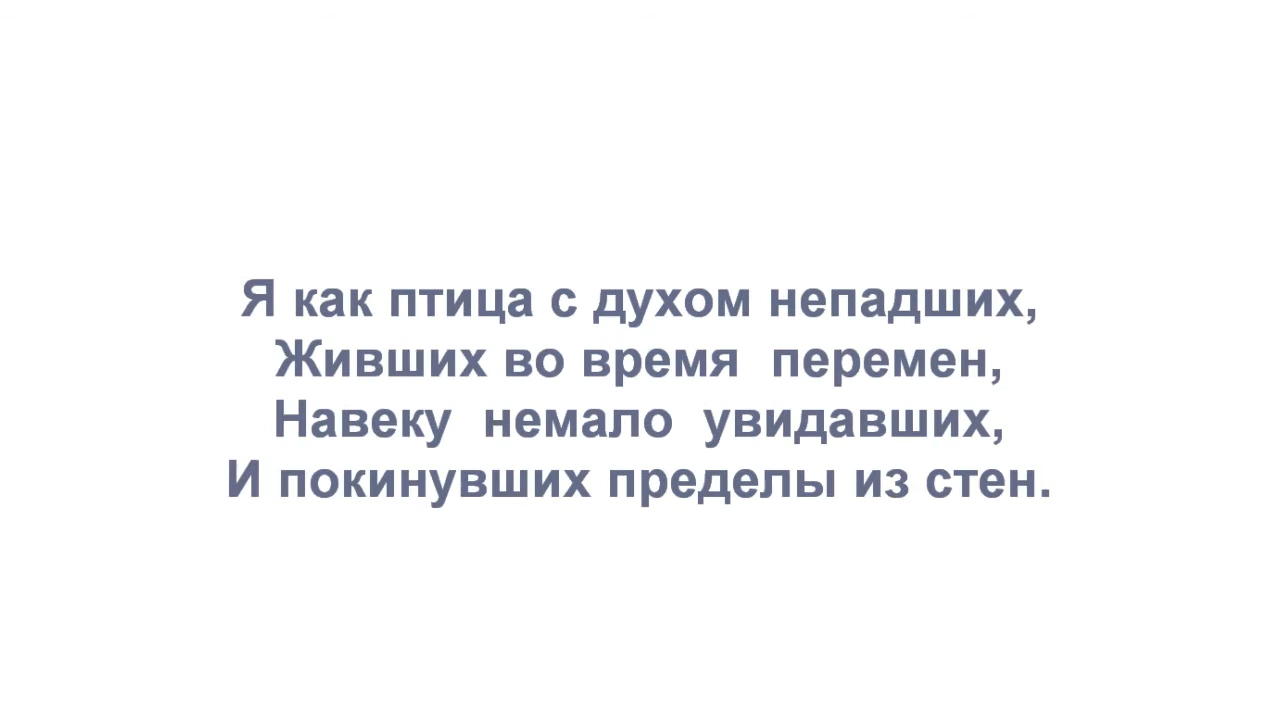 Я как птица с духом непадших,
Живших во время  перемен,
Навеку  немало  увидавших,
И покинувших пределы из стен.